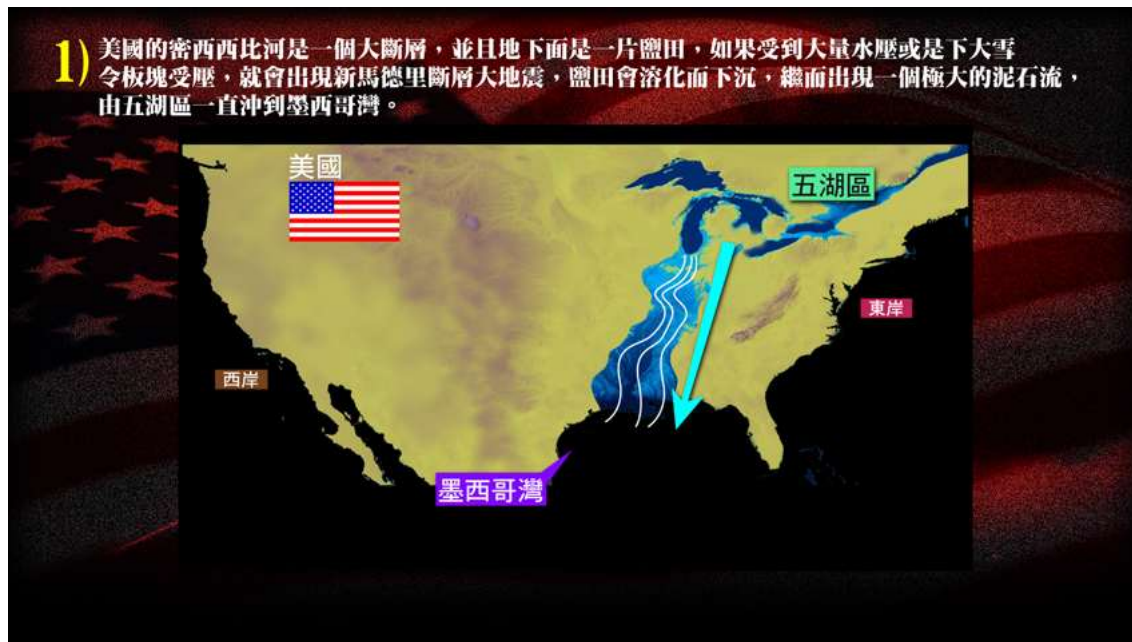 1) 美國的密西西比河是一個大斷層，並且地下面是一片鹽田，如果受到大量水壓或是下大雪
令板塊受壓，就會出現新馬德里斷層大地震，鹽田會溶化而下沉，繼而出現一個極大的泥石流，
由五湖區一直沖到墨西哥灣。
美國
五湖區
東岸
西岸
墨西哥灣